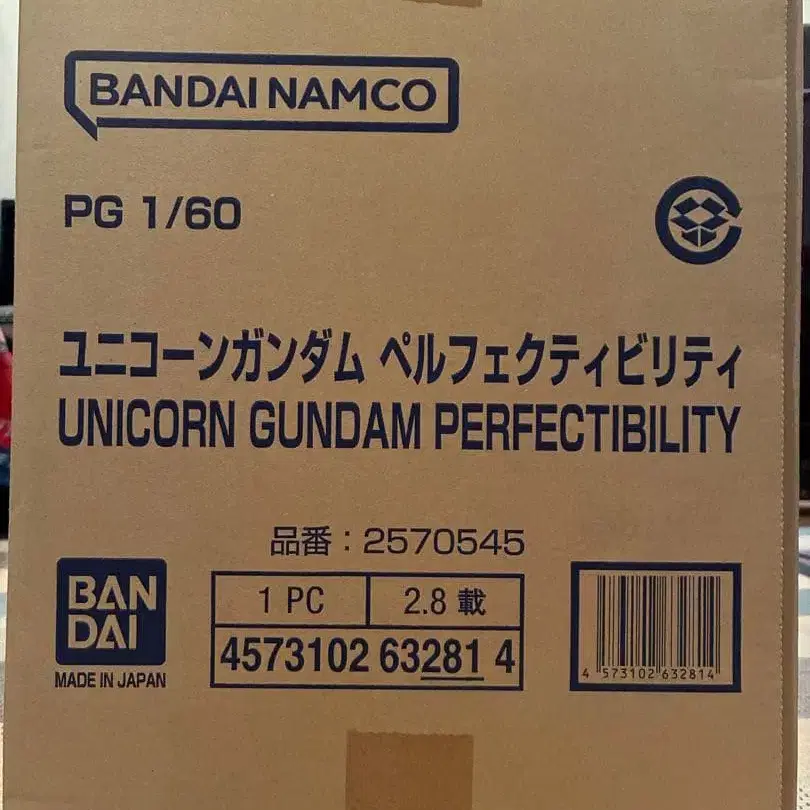 BANDAI NAMCO
PG 1/60
ユニコーンガンダム ペルフェクティビリティ
UNICORN GUNDAM PERFECTIBILITY
品番：2570545
BAN
DAI
MADE IN JAPAN
1 PC
2.8 載
4573102 63281 4
4 573102 632814